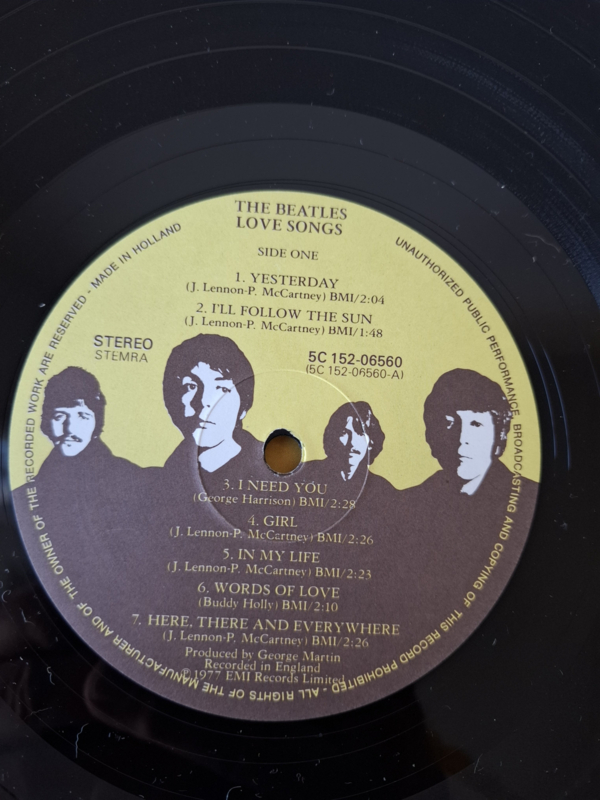 THE BEATLES
LOVE SONGS
SIDE ONE
1. YESTERDAY
(J. Lennon-P. McCartney) BMI/2:04
2. I'LL FOLLOW THE SUN
(J. Lennon-P. McCartney) BMI/1:48
STEREO
STEMRA
5C 152-06560
(5C 152-06560-A)
3. I NEED YOU
(George Harrison) BMI/2:28
4. GIRL
(J. Lennon-P. McCartney) BMI/2:26
5. IN MY LIFE
(J. Lennon-P. McCartney) BMI/2:23
6. WORDS OF LOVE
(Buddy Holly) BMI/2:10
7. HERE, THERE AND EVERYWHERE
(J. Lennon-P. McCartney) BMI/2:26
Produced by George Martin
Recorded in England
℗1977 EMI Records Limited
UNAUTHORIZED PUBLIC PERFORMANCE, BROADCASTING AND COPYING OF THIS RECORD PROHIBITED - ALL RIGHTS OF THE MANUFACTURER AND OF THE OWNER OF THE RECORDED WORK ARE RESERVED - MADE IN HOLLAND